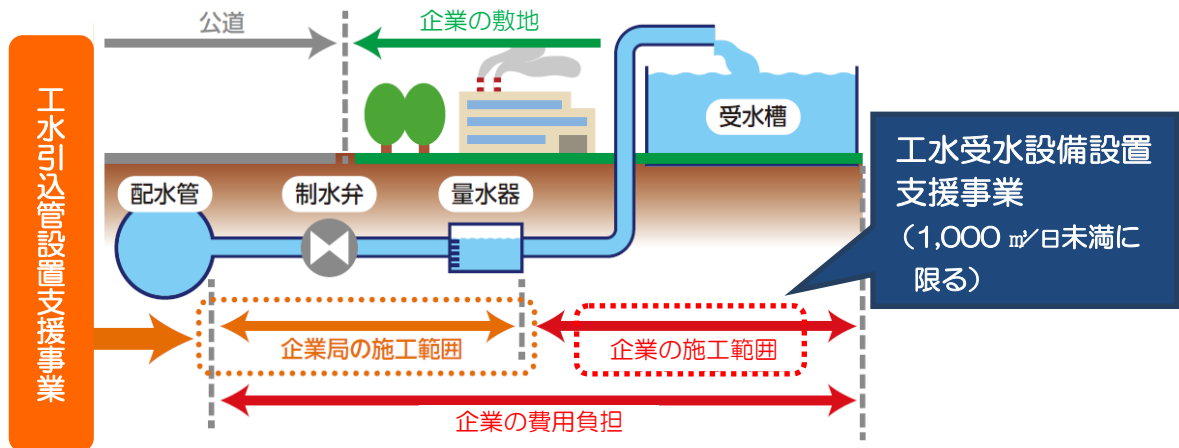 公道
企業の敷地
工水引込管設置支援事業
受水槽
工水受水設備設置
支援事業
（1,000 ㎥/日未満に
限る）
配水管
制水弁
量水器
企業局の施工範囲
企業の施工範囲
企業の費用負担